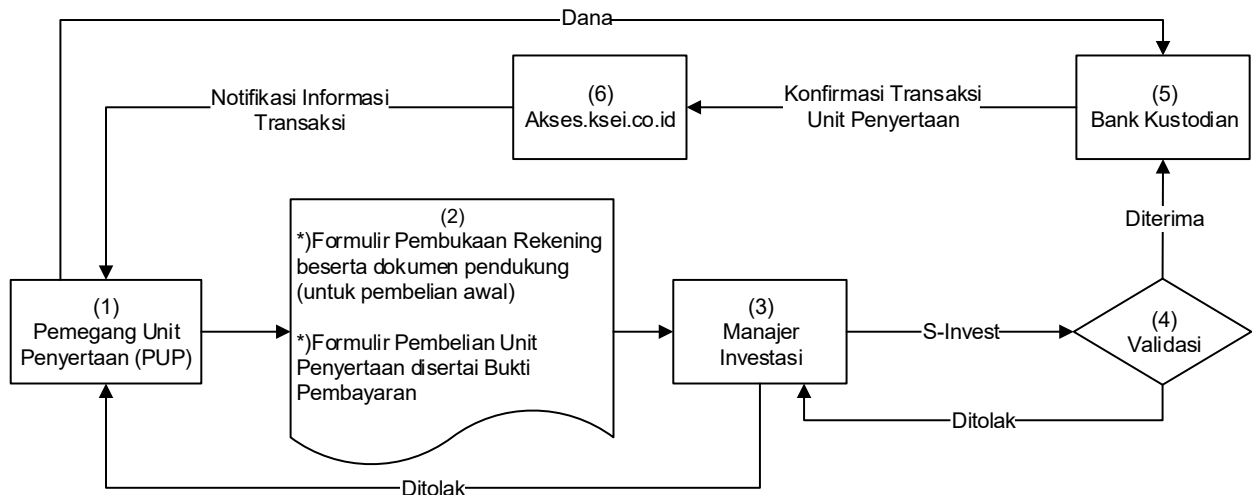 Dana
(6)
Akses.ksei.co.id
(5)
Bank Kustodian
Notifikasi Informasi
Transaksi
Konfirmasi Transaksi
Unit Penyertaan
Diterima
(1)
Pemegang Unit
Penyertaan (PUP)
(2)
*)Formulir Pembukaan Rekening
beserta dokumen pendukung
(untuk pembelian awal)
*)Formulir Pembelian Unit
Penyertaan disertai Bukti
Pembayaran
(3)
Manajer
Investasi
S-Invest
(4)
Validasi
Ditolak
Ditolak